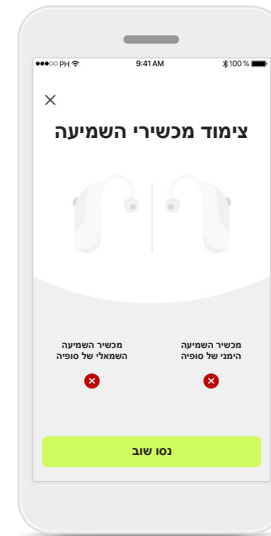 ●●●○○ PH 9:41 AM 100 %
צימוד מכשירי השמיעה
מכשיר השמיעה
הימני של סופיה
מכשיר השמיעה
השמאלי של סופיה
נסו שוב